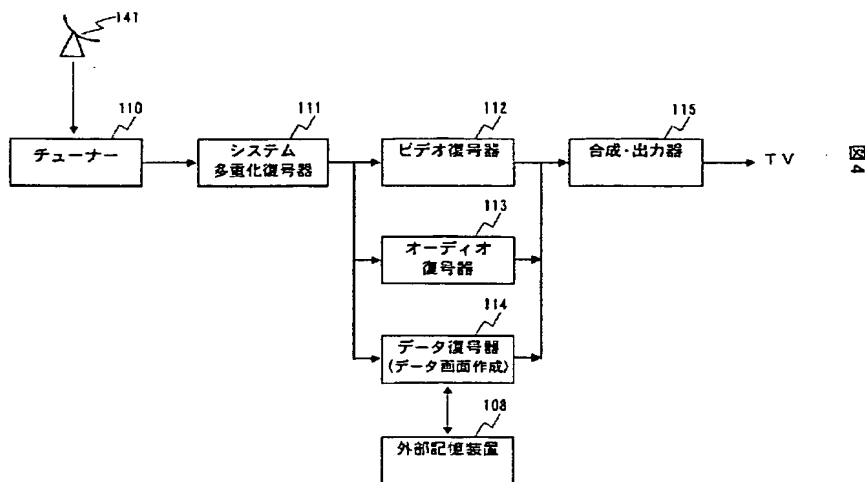 141
110
チューナー
111
システム
多重化復号器
112
ビデオ復号器
115
合成・出力器
TV
図4
113
オーディオ
復号器
114
データ復号器
(データ画面作成)
108
外部記憶装置